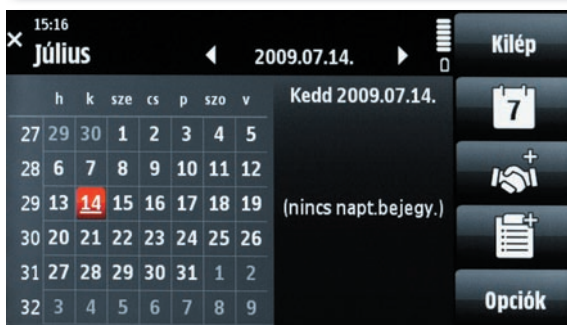 15:16
Július
2009.07.14.
h k sze cs p szo v
27 29 30 1 2 3 4 5
28 6 7 8 9 10 11 12
29 13 14 15 16 17 18 19
30 20 21 22 23 24 25 26
31 27 28 29 30 31 1 2
32 3 4 5 6 7 8 9
Kedd 2009.07.14.
(nincs napt.bejegy.)
Kilép
7
Opciók